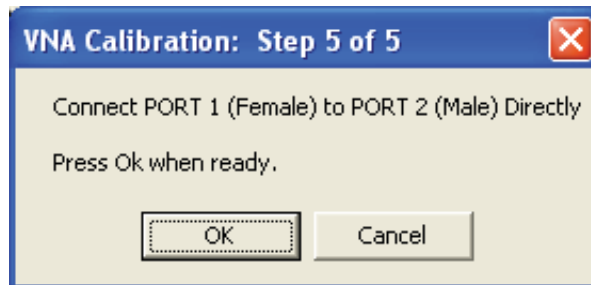 VNA Calibration: Step 5 of 5
Connect PORT 1 (Female) to PORT 2 (Male) Directly
Press Ok when ready.
OK
Cancel